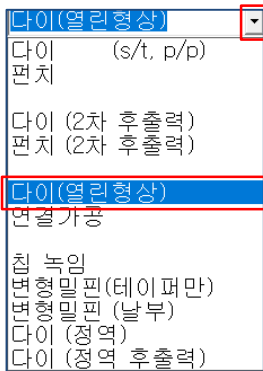 다이(열린형상)
다이 (s/t, p/p)
펀치
다이 (2차 후출력)
펀치 (2차 후출력)
다이(열린형상)
연결가공
칩 녹임
변형밀핀(테이퍼만)
변형밀핀 (날부)
다이 (정역)
다이 (정역 후출력)